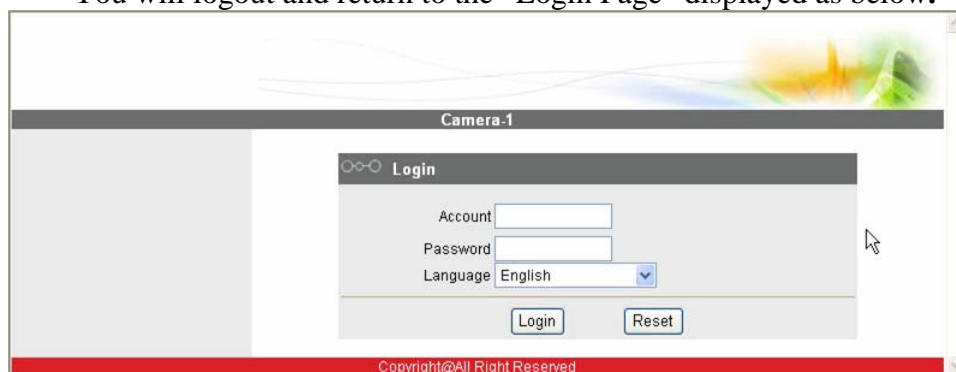 You will logout and return to the "Login Page" displayed as below.
Camera-1
Login
Account
Password
Language English
Login Reset
Copyright@All Right Reserved